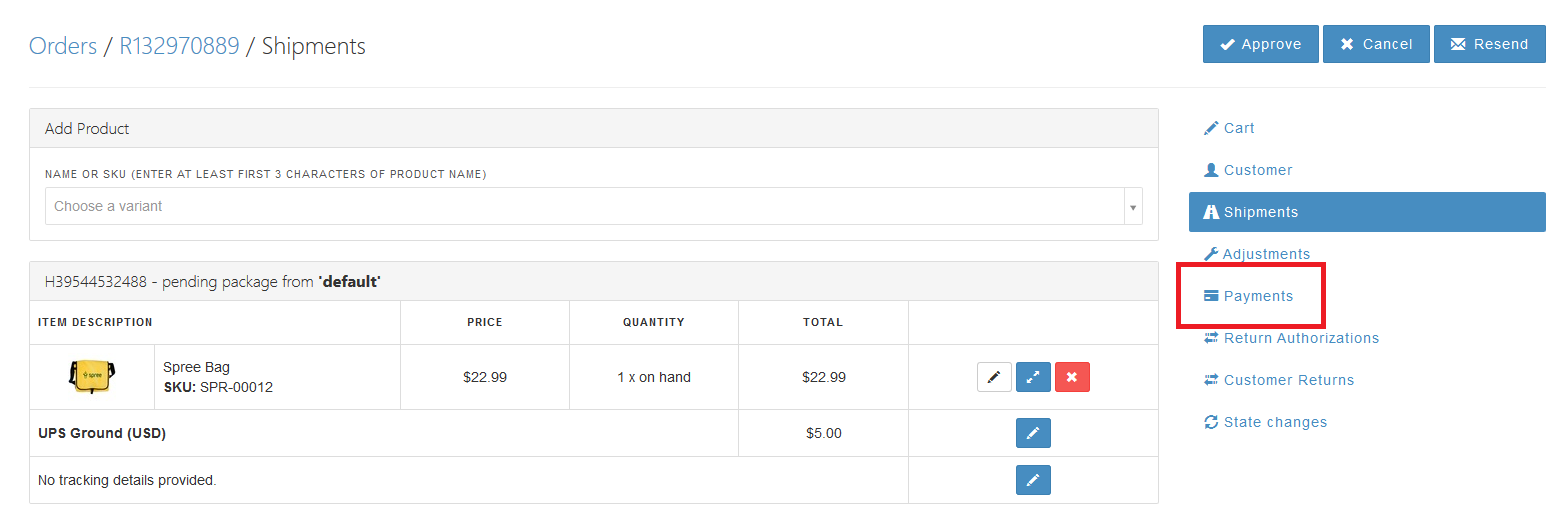 Orders / R132970889 / Shipments
Approve
Cancel
Resend
Add Product
NAME OR SKU (ENTER AT LEAST FIRST 3 CHARACTERS OF PRODUCT NAME)
Choose a variant
H39544532488 - pending package from 'default'
ITEM DESCRIPTION PRICE QUANTITY TOTAL
spree
Spree Bag
SKU: SPR-00012
$22.99 1 x on hand $22.99
UPS Ground (USD) $5.00
No tracking details provided.
Cart
Customer
Shipments
Adjustments
Payments
Return Authorizations
Customer Returns
State changes